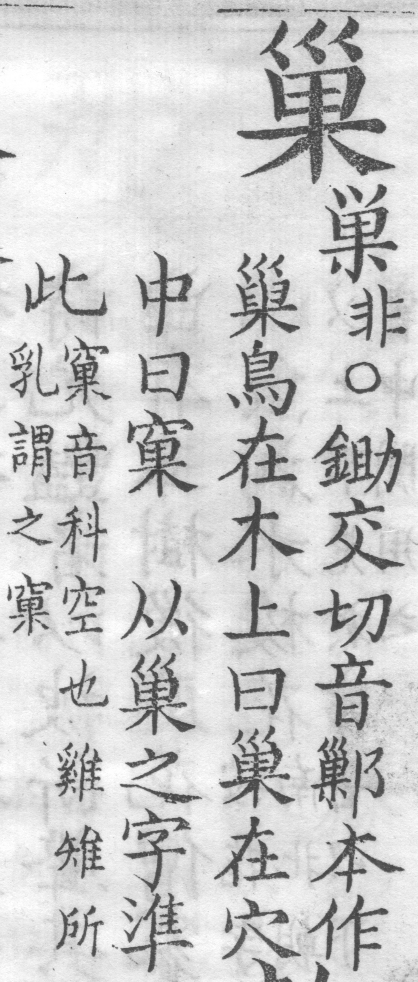 巢
巣非○鋤交切音鄛本作
巢鳥在木上曰巢在穴
中曰窠 从巢之字準
此
窠音科空也雞雉所
乳謂之窠